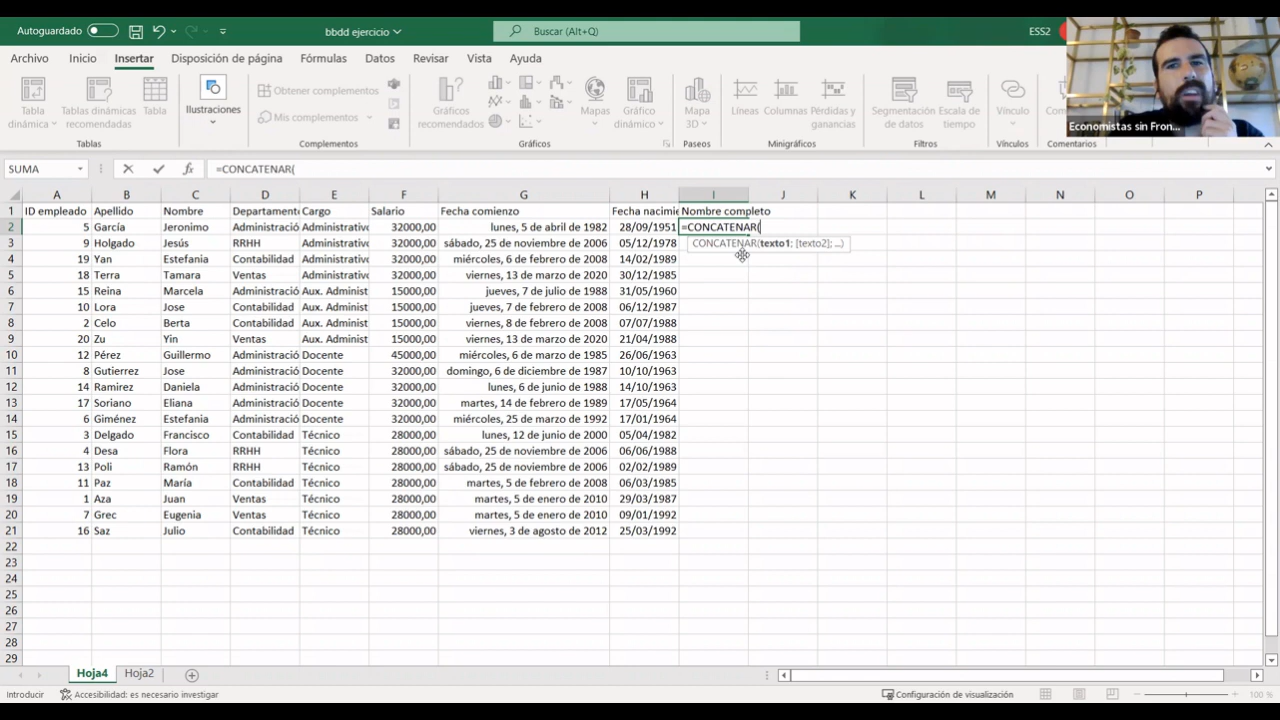 Autoguardado
bbdd ejercicio
Buscar (Alt+Q)
ESS2
Archivo Inicio Insertar Disposición de página Fórmulas Datos Revisar Vista Ayuda
Tabla dinámica
Tablas dinámicas recomendadas
Tabla
Ilustraciones
Obtener complementos
Mis complementos
Gráficos recomendados
Mapas
Gráfico dinámico
Mapa 3D
Líneas
Columnas
Pérdidas y ganancias
Segmentación de datos
Escala de tiempo
Vínculo
Economistas sin Fron...
Tablas Complementos Gráficos Paseos Minigráficos Filtros Vínculos Comentarios
SUMA =CONCATENAR(
A B C D E F G H I J K L M N O P
1 ID empleado Apellido Nombre Departamento Cargo Salario Fecha comienzo Fecha nacimie Nombre completo
2 5 García Jeronimo Administració Administrativo 32000,00 lunes, 5 de abril de 1982 28/09/1951 =CONCATENAR(
3 9 Holgado Jesús RRHH Administrativo 32000,00 sábado, 25 de noviembre de 2006 05/12/1978 CONCATENAR(texto1; [texto2]; ...)
4 19 Yan Estefania Contabilidad Administrativo 32000,00 miércoles, 6 de febrero de 2008 14/02/1989
5 18 Terra Tamara Ventas Administrativo 32000,00 viernes, 13 de marzo de 2020 30/12/1985
6 15 Reina Marcela Administració Aux. Administ 15000,00 jueves, 7 de julio de 1988 31/05/1960
7 10 Lora Jose Contabilidad Aux. Administ 15000,00 jueves, 7 de febrero de 2008 06/12/1987
8 2 Celo Berta Contabilidad Aux. Administ 15000,00 viernes, 8 de febrero de 2008 07/07/1988
9 20 Zu Yin Ventas Aux. Administ 15000,00 viernes, 13 de marzo de 2020 21/04/1988
10 12 Pérez Guillermo Administració Docente 45000,00 miércoles, 6 de marzo de 1985 26/06/1963
11 8 Gutierrez Jose Administració Docente 32000,00 domingo, 6 de diciembre de 1987 10/10/1963
12 14 Ramirez Daniela Administració Docente 32000,00 lunes, 6 de junio de 1988 14/10/1963
13 17 Soriano Eliana Administració Docente 32000,00 martes, 14 de febrero de 1989 17/05/1964
14 6 Giménez Estefania Administració Docente 32000,00 miércoles, 25 de marzo de 1992 26/06/1964
15 3 Delgado Francisco Contabilidad Técnico 28000,00 lunes, 12 de junio de 2000 05/04/1982
16 4 Desa Flora RRHH Técnico 28000,00 sábado, 25 de noviembre de 2006 06/06/1988
17 13 Poli Ramón RRHH Técnico 28000,00 sábado, 25 de noviembre de 2006 02/02/1989
18 11 Paz María Contabilidad Técnico 28000,00 martes, 5 de febrero de 2008 06/03/1985
19 1 Aza Juan Ventas Técnico 28000,00 martes, 5 de enero de 2010 29/03/1987
20 7 Grec Eugenia Ventas Técnico 28000,00 martes, 5 de enero de 2010 09/01/1992
21 16 Saz Julio Contabilidad Técnico 28000,00 viernes, 3 de agosto de 2012 25/03/1992
22
23
24
25
26
27
28
29
Hoja4 Hoja2
Introducir Accesibilidad: es necesario investigar Configuración de visualización 100 %